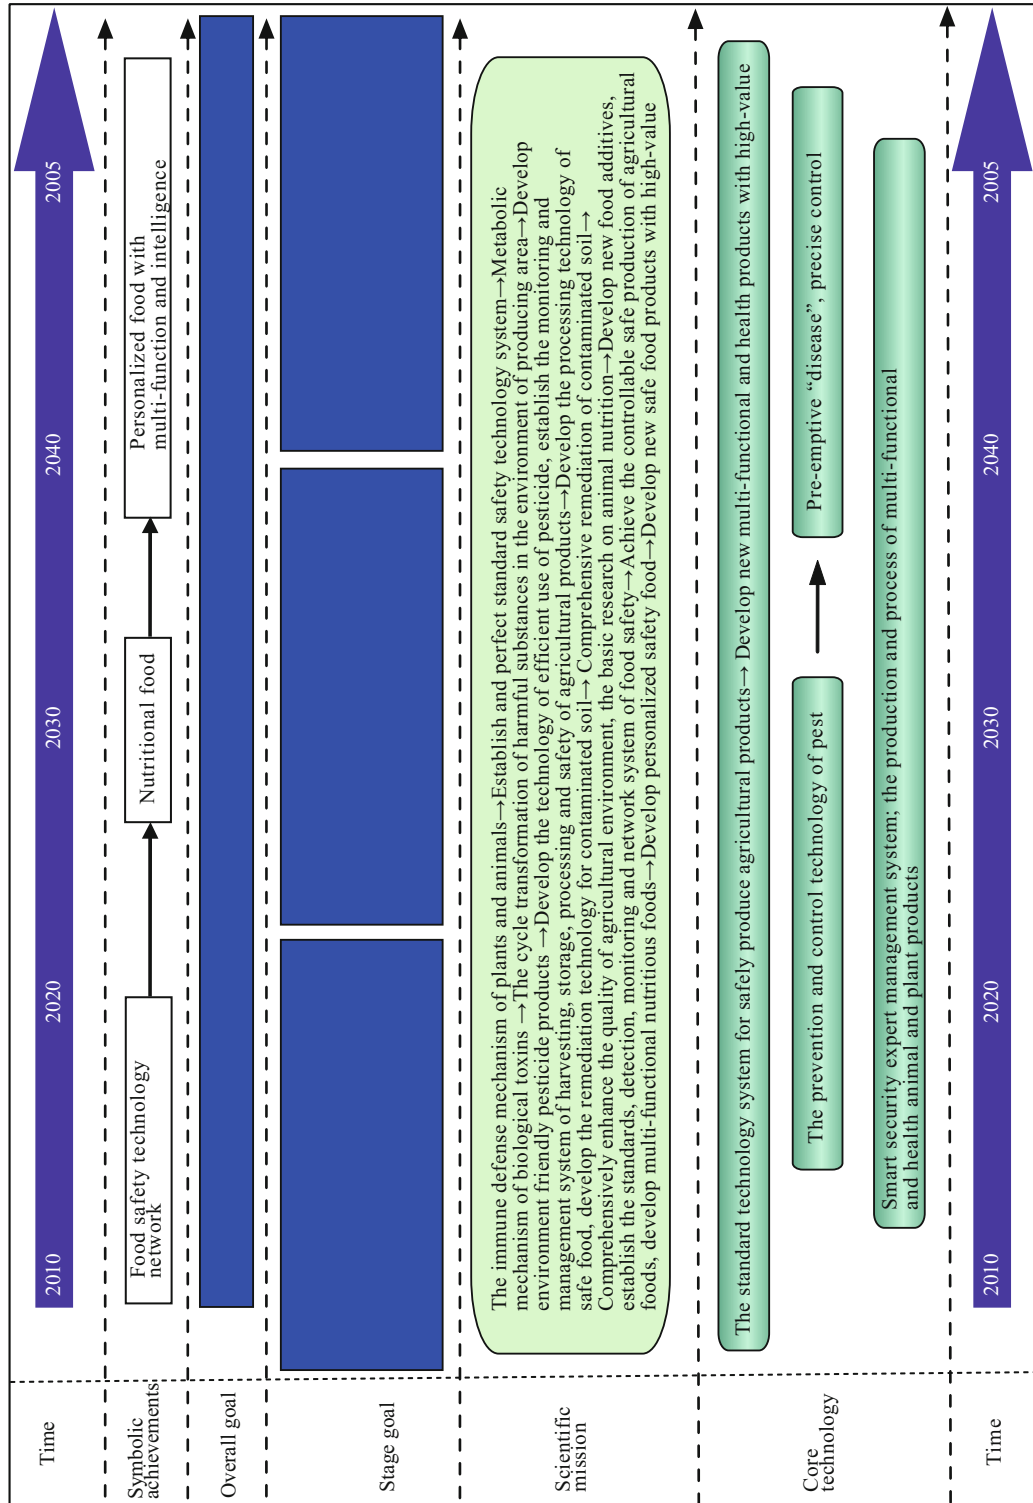 Time
2010
2020
2030
2040
2005
Symbolic
achievements
Food safety technology
network
Nutritional food
Personalized food with
multi-function and intelligence
Overall goal
Stage goal
Scientific
mission
The immune defense mechanism of plants and animals→Establish and perfect standard safety technology system→Metabolic
mechanism of biological toxins →The cycle transformation of harmful substances in the environment of producing area→Develop
environment friendly pesticide products →Develop the technology of efficient use of pesticide, establish the monitoring and
management system of harvesting, storage, processing and safety of agricultural products→Develop the processing technology of
safe food, develop the remediation technology for contaminated soil→ Comprehensive remediation of contaminated soil→
Comprehensively enhance the quality of agricultural environment, the basic research on animal nutrition→Develop new food additives,
establish the standards, detection, monitoring and network system of food safety→Achieve the controllable safe production of agricultural
foods, develop multi-functional nutritious foods→Develop personalized safety food→Develop new safe food products with high-value
Core
technology
The standard technology system for safely produce agricultural products→ Develop new multi-functional and health products with high-value
The prevention and control technology of pest
Pre-emptive “disease”, precise control
Smart security expert management system; the production and process of multi-functional
and health animal and plant products
Time
2010
2020
2030
2040
2005